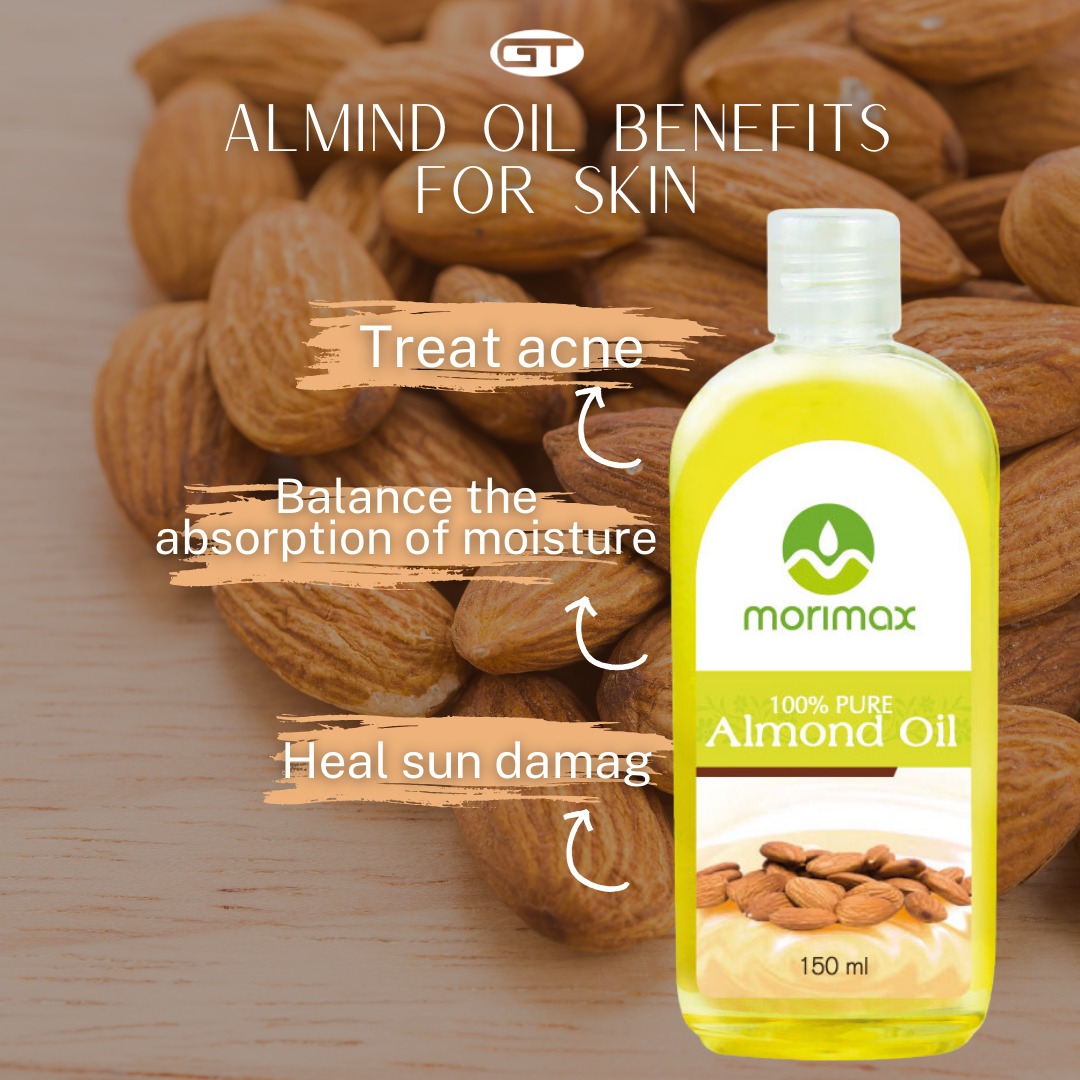 GT
ALMIND OIL BENEFITS
FOR SKIN
Treat acne
Balance the
absorption of moisture
Heal sun damag
morimax
100% PURE
Almond Oil
150 ml